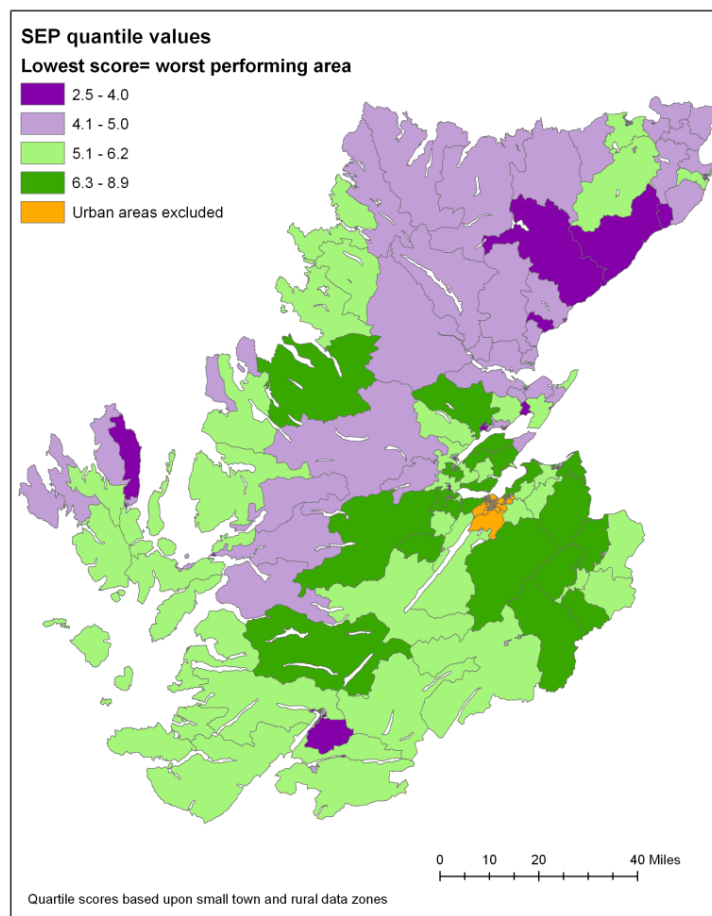 SEP quantile values
Lowest score= worst performing area
2.5 - 4.0
4.1 - 5.0
5.1 - 6.2
6.3 - 8.9
Urban areas excluded
0 10 20 40 Miles
Quartile scores based upon small town and rural data zones